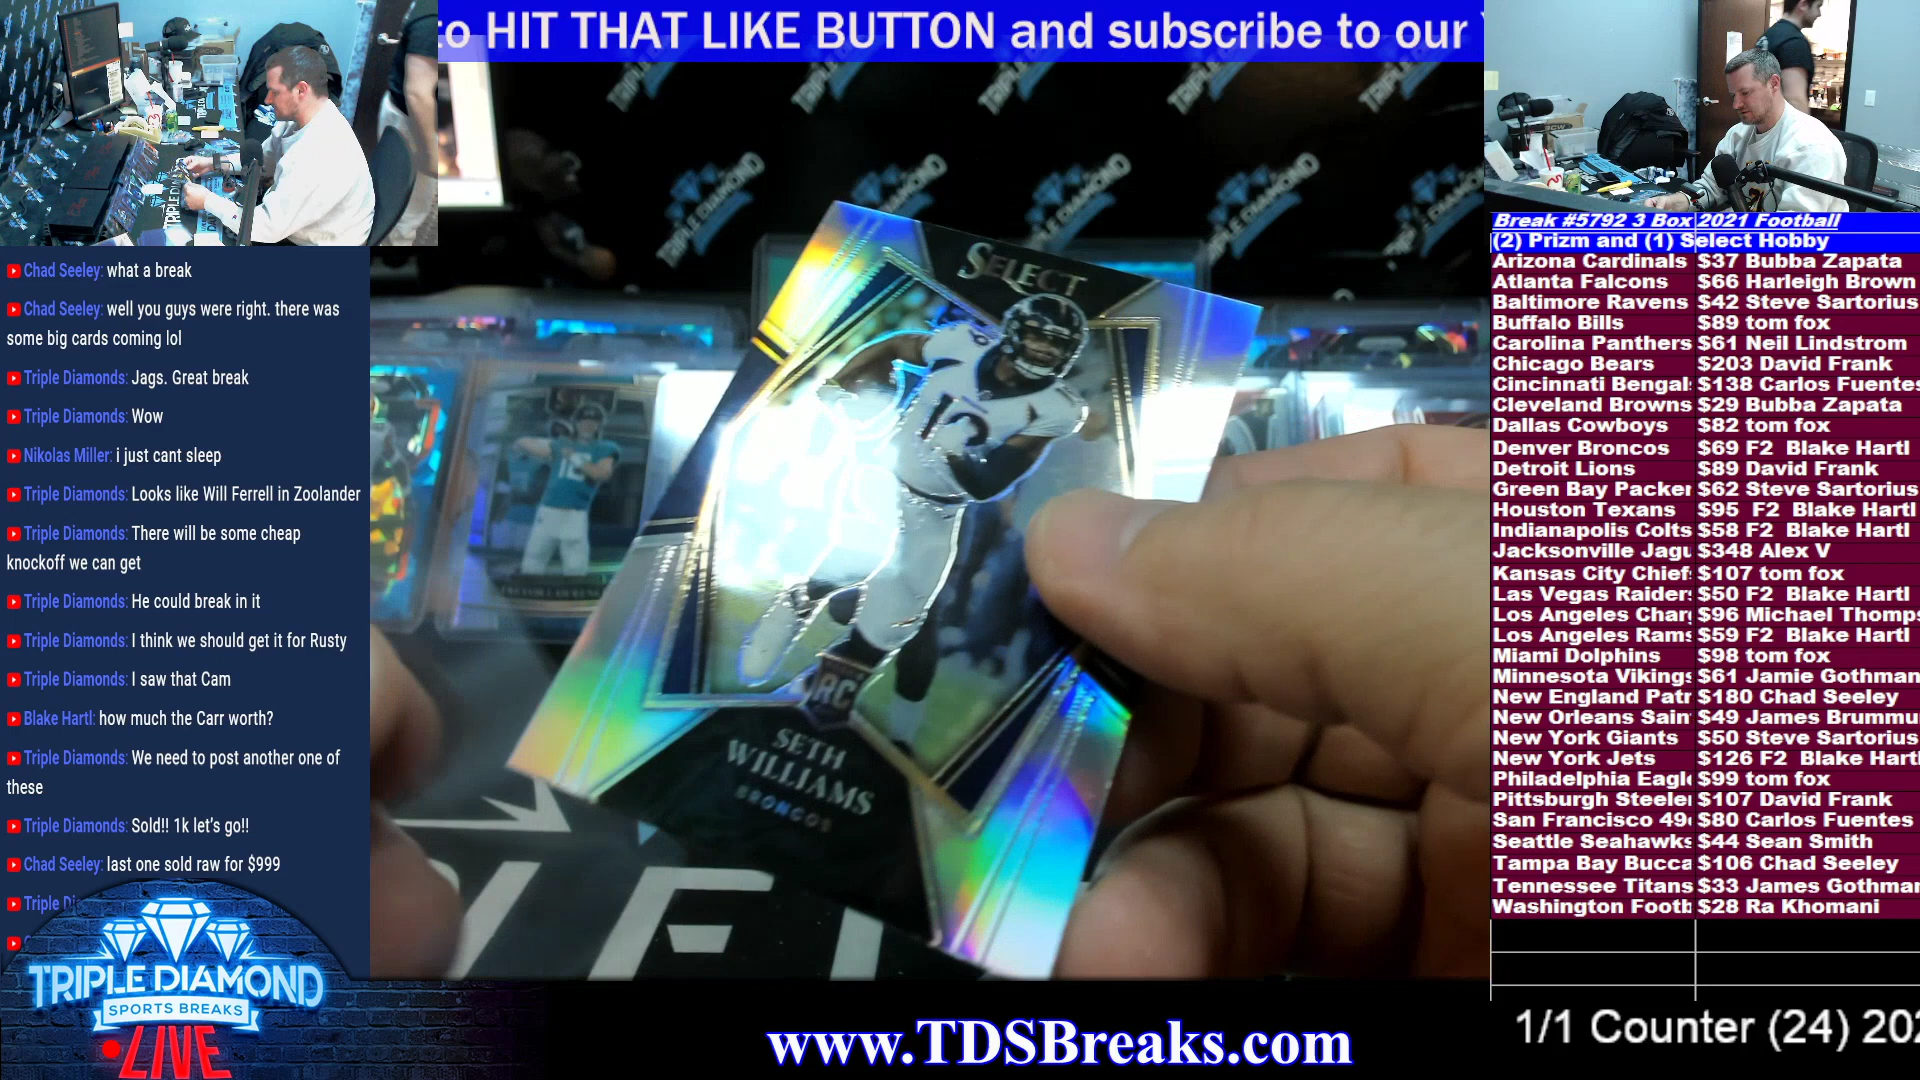 to HIT THAT LIKE BUTTON and subscribe to our
Chad Seeley: what a break
Chad Seeley: well you guys were right. there was
some big cards coming lol
Triple Diamonds: Jags. Great break
Triple Diamonds: Wow
Nikolas Miller: i just cant sleep
Triple Diamonds: Looks like Will Ferrell in Zoolander
Triple Diamonds: There will be some cheap
knockoff we can get
Triple Diamonds: He could break in it
Triple Diamonds: I think we should get it for Rusty
Triple Diamonds: I saw that Cam
Blake Hartl: how much the Carr worth?
Triple Diamonds: We need to post another one of
these
Triple Diamonds: Sold!! 1k let's go!!
Chad Seeley: last one sold raw for $999
Triple Di
TRIPLE DIAMOND
SPORTS BREAKS
LIVE
TRIPLE DIAMOND
TRIPLE DIAMOND
TRIPLE DIAMOND
TRIPLE DIAMOND
SELECT
13
RC
SETH
WILLIAMS
BRONCOS
www.TDSBreaks.com
Break #5792 3 Box 2021 Football
(2) Prizm and (1) Select Hobby
Arizona Cardinals $37 Bubba Zapata
Atlanta Falcons $66 Harleigh Brown
Baltimore Ravens $42 Steve Sartorius
Buffalo Bills $89 tom fox
Carolina Panthers $61 Neil Lindstrom
Chicago Bears $203 David Frank
Cincinnati Bengal $138 Carlos Fuentes
Cleveland Browns $29 Bubba Zapata
Dallas Cowboys $82 tom fox
Denver Broncos $69 F2 Blake Hartl
Detroit Lions $89 David Frank
Green Bay Packer $62 Steve Sartorius
Houston Texans $95 F2 Blake Hartl
Indianapolis Colts $58 F2 Blake Hartl
Jacksonville Jagu $348 Alex V
Kansas City Chief $107 tom fox
Las Vegas Raider $50 F2 Blake Hartl
Los Angeles Char $96 Michael Thomp
Los Angeles Rams $59 F2 Blake Hartl
Miami Dolphins $98 tom fox
Minnesota Vikings $61 Jamie Gothman
New England Patr $180 Chad Seeley
New Orleans Sain $49 James Brummu
New York Giants $50 Steve Sartorius
New York Jets $126 F2 Blake Hartl
Philadelphia Eagle $99 tom fox
Pittsburgh Steele $107 David Frank
San Francisco 49 $80 Carlos Fuentes
Seattle Seahawks $44 Sean Smith
Tampa Bay Bucca $106 Chad Seeley
Tennessee Titans $33 James Gothman
Washington Footb $28 Ra Khomani
1/1 Counter (24) 202